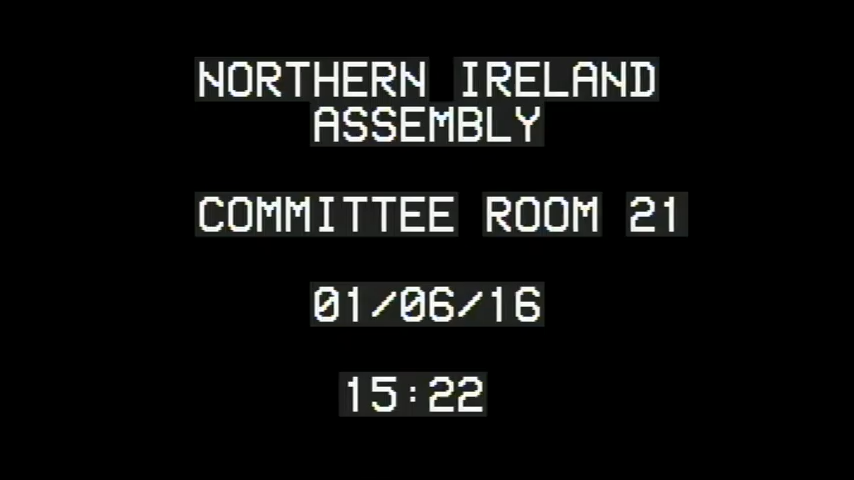 NORTHERN IRELAND
ASSEMBLY
COMMITTEE ROOM 21
01/06/16
15:22